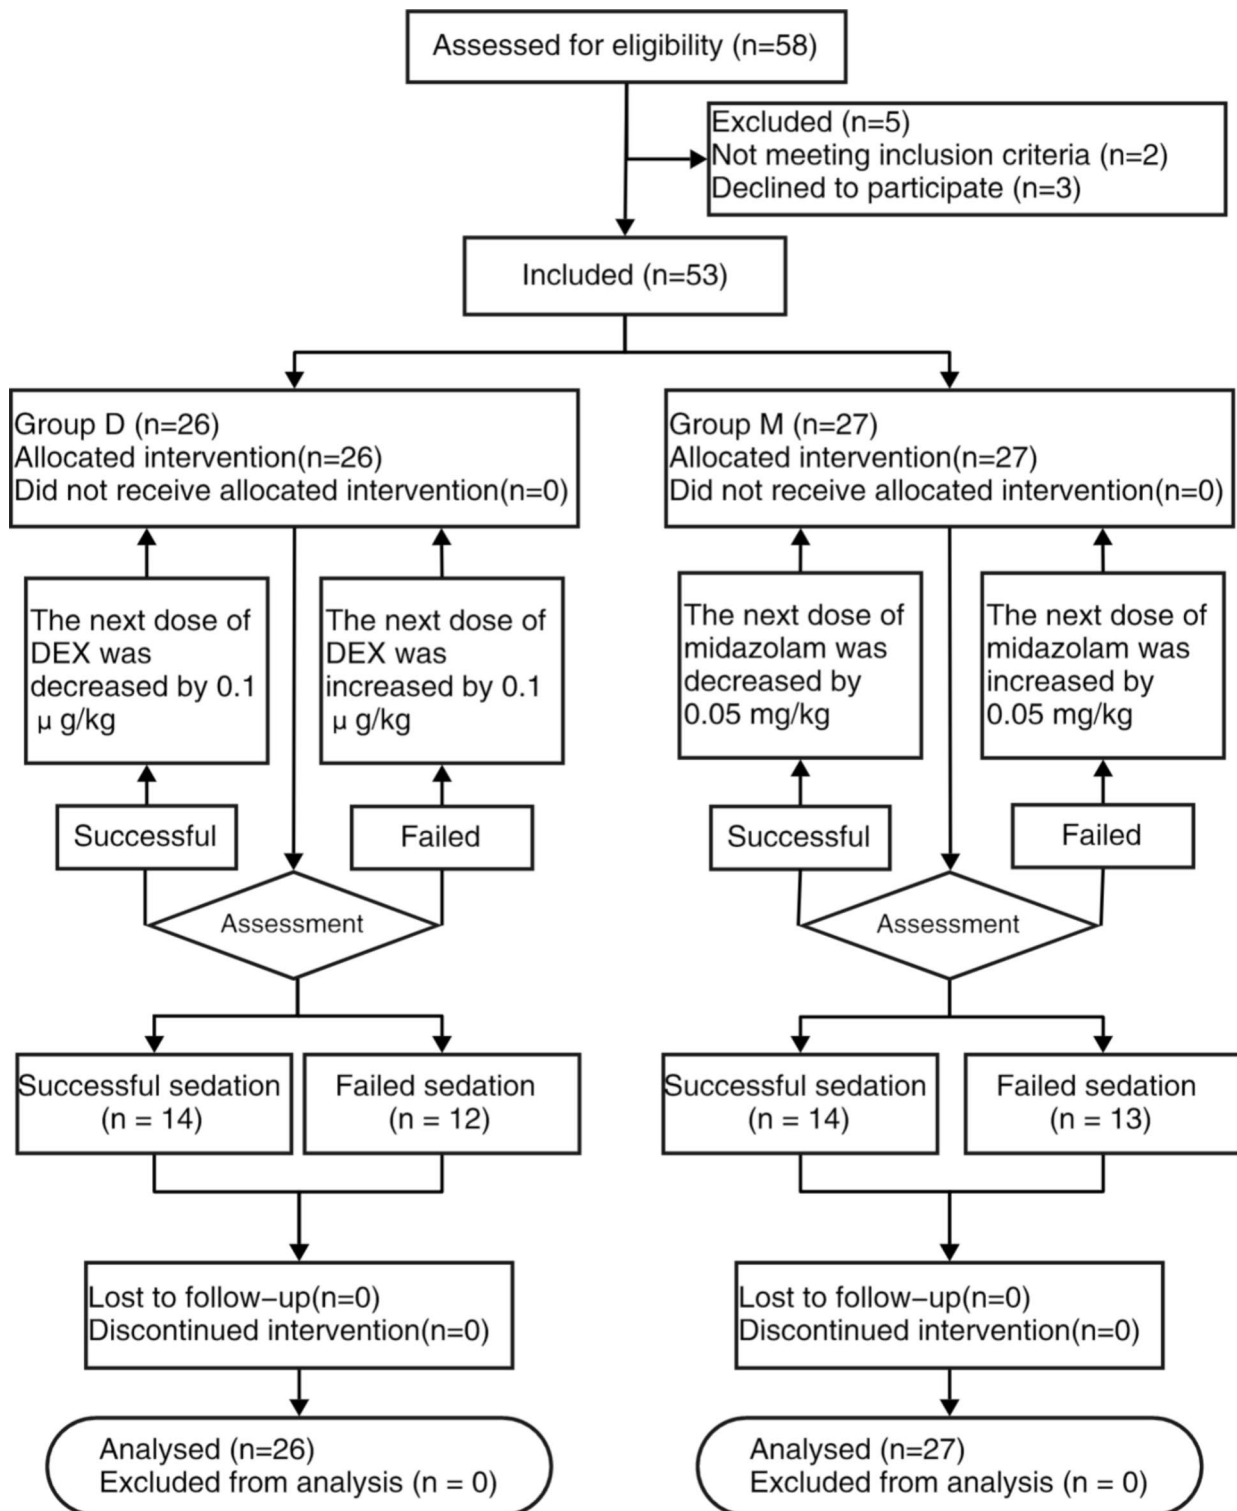 Assessed for eligibility (n=58)
Excluded (n=5)
Not meeting inclusion criteria (n=2)
Declined to participate (n=3)
Included (n=53)
Group D (n=26)
Allocated intervention(n=26)
Did not receive allocated intervention(n=0)
Group M (n=27)
Allocated intervention(n=27)
Did not receive allocated intervention(n=0)
The next dose of
DEX was
decreased by 0.1
μ g/kg
The next dose of
DEX was
increased by 0.1
μ g/kg
The next dose of
midazolam was
decreased by
0.05 mg/kg
The next dose of
midazolam was
increased by
0.05 mg/kg
Successful
Failed
Successful
Failed
Assessment
Assessment
Successful sedation
(n = 14)
Failed sedation
(n = 12)
Successful sedation
(n = 14)
Failed sedation
(n = 13)
Lost to follow–up(n=0)
Discontinued intervention(n=0)
Lost to follow–up(n=0)
Discontinued intervention(n=0)
Analysed (n=26)
Excluded from analysis (n = 0)
Analysed (n=27)
Excluded from analysis (n = 0)